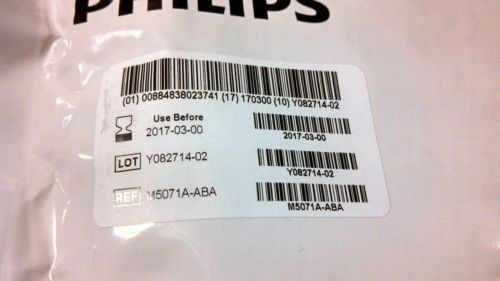 PHILIPS
(01) 00884838023741 (17) 170300 (10) Y082714-02
Use Before
2017-03-00
2017-03-00
LOT Y082714-02
Y082714-02
REF M5071A-ABA
M5071A-ABA